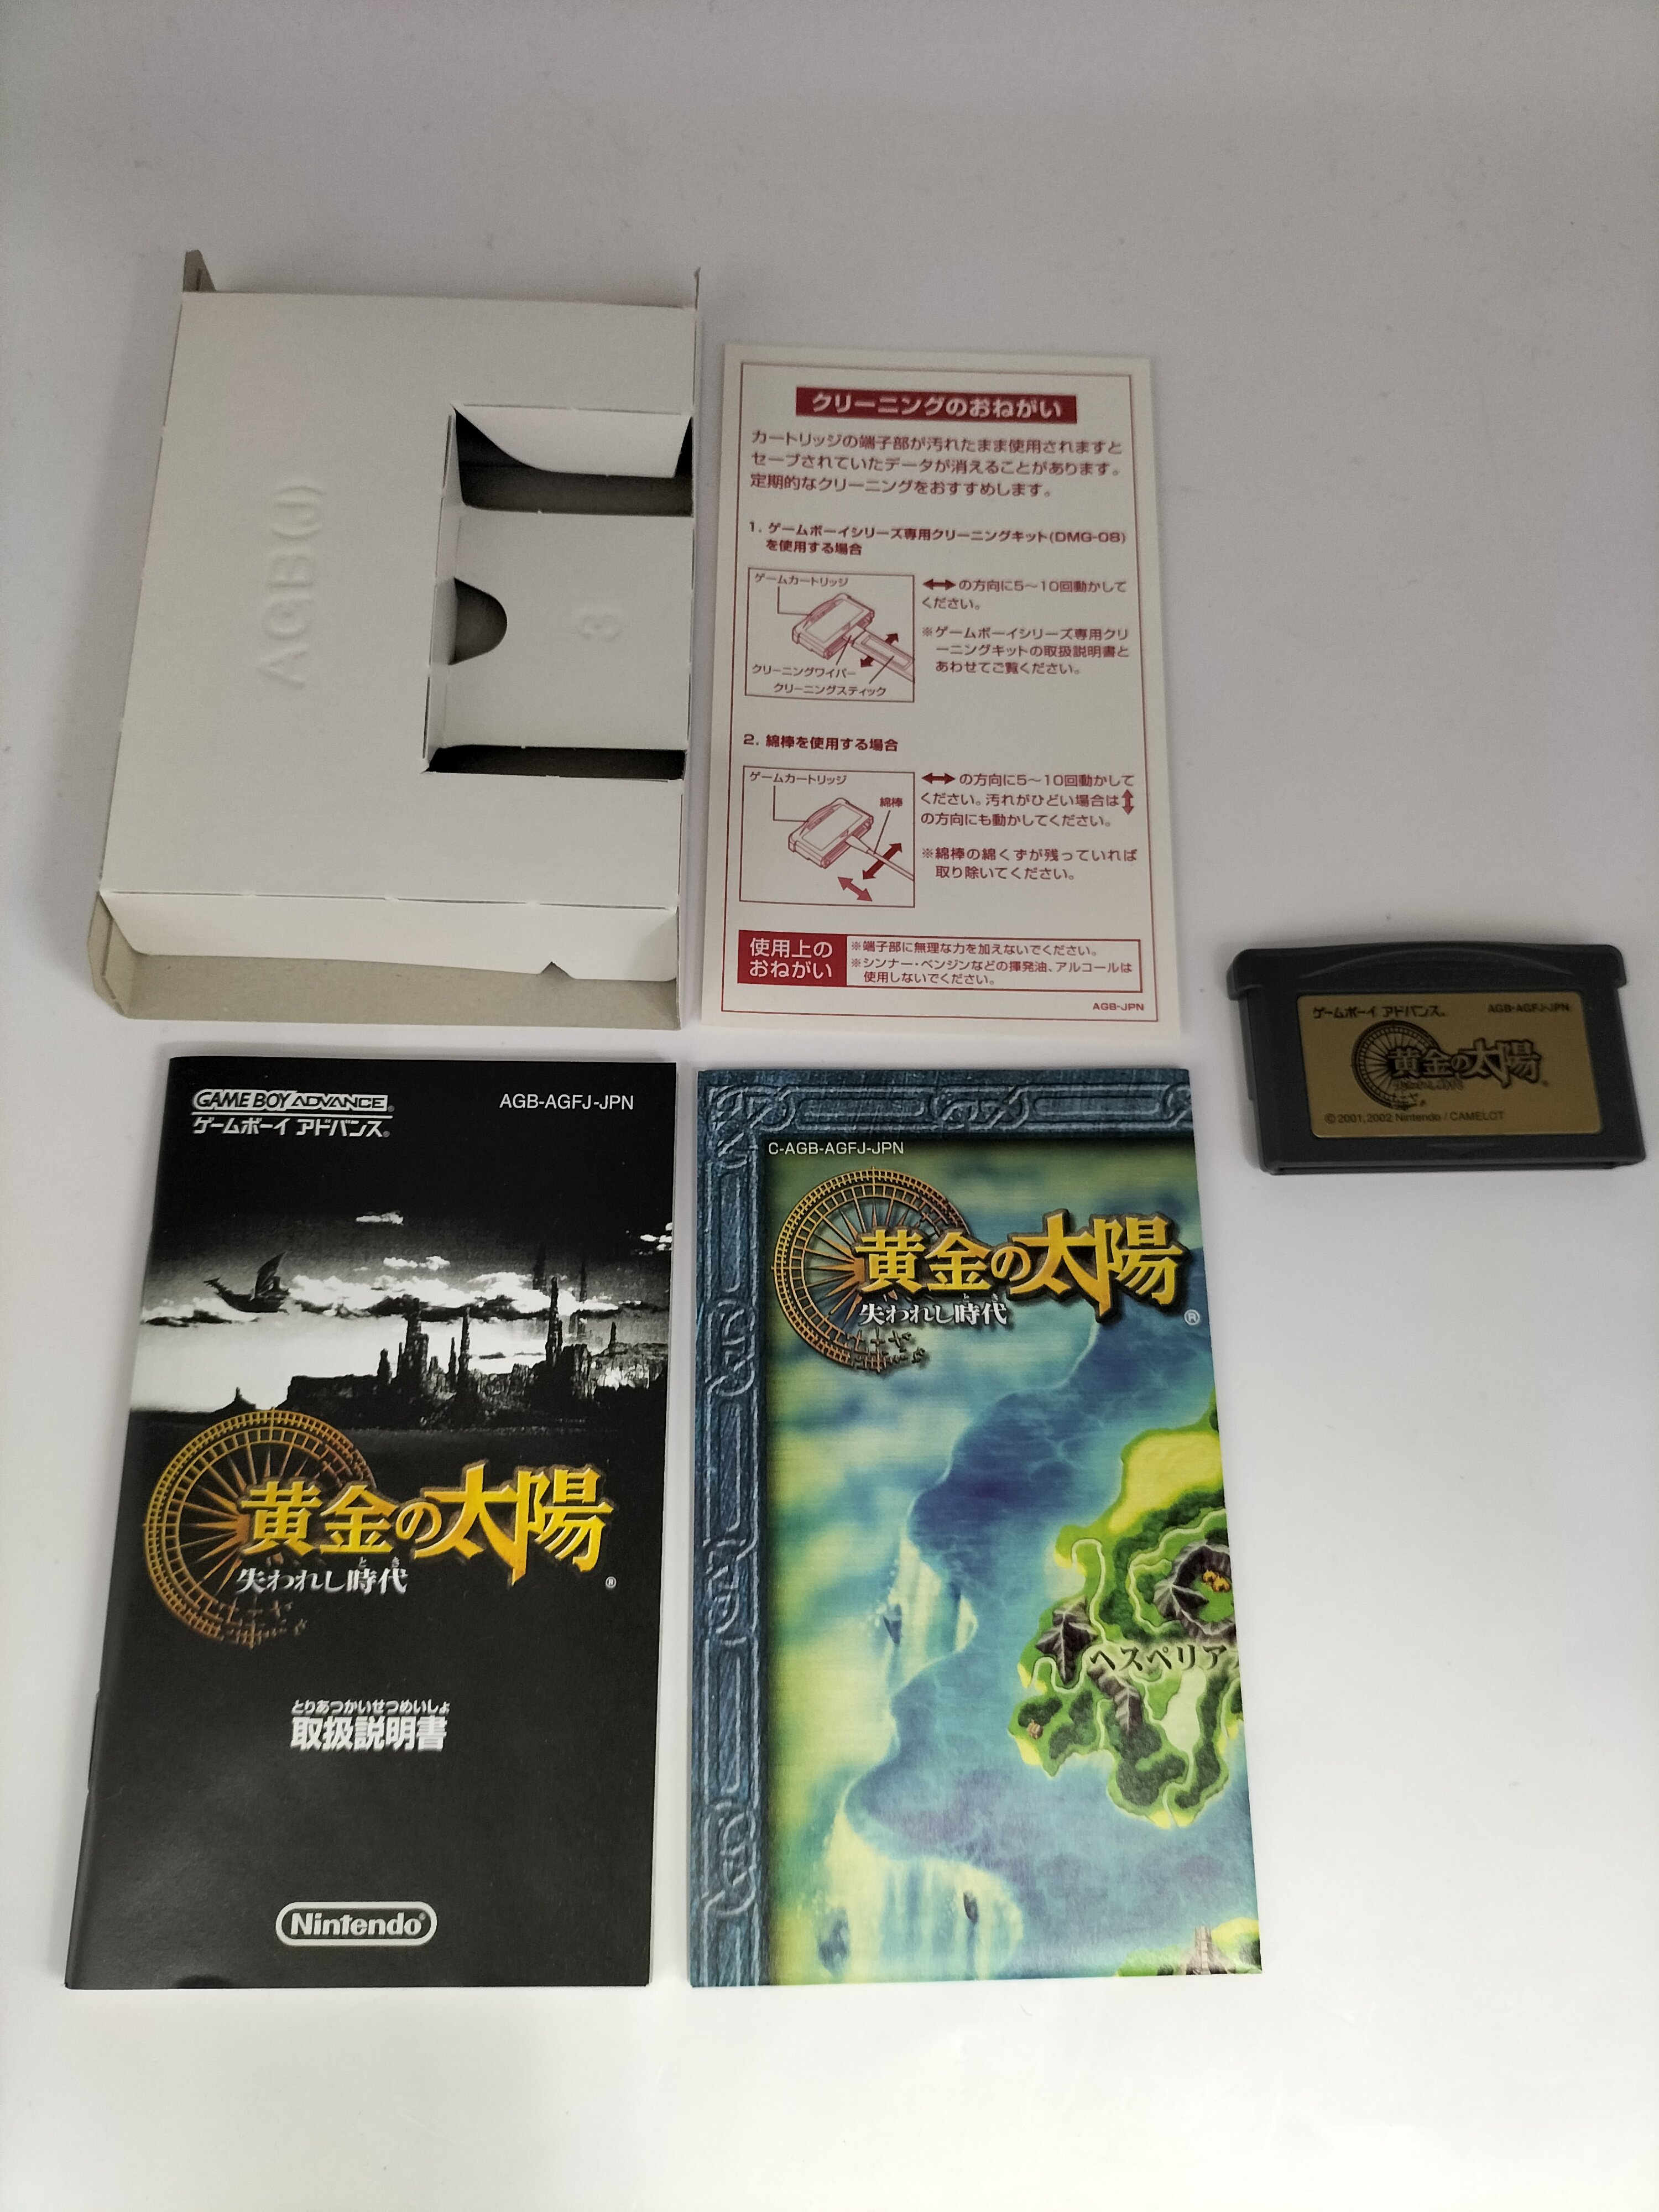 AGB(J)
3
クリーニングのおねがい
カートリッジの端子部が汚れたまま使用されますと
セーブされていたデータが消えることがあります。
定期的なクリーニングをおすすめします。
1. ゲームボーイシリーズ専用クリーニングキット(DMG-08)
を使用する場合
ゲームカートリッジ
クリーニングワイパー
クリーニングスティック
⟷の方向に5〜10回動かして
ください。
※ゲームボーイシリーズ専用クリ
ーニングキットの取扱説明書と
あわせてご覧ください。
2. 綿棒を使用する場合
ゲームカートリッジ
綿棒
⟷の方向に5〜10回動かして
ください。汚れがひどい場合は↕
の方向にも動かしてください。
※綿棒の綿くずが残っていれば
取り除いてください。
使用上の
おねがい
※端子部に無理な力を加えないでください。
※シンナー・ベンジンなどの揮発油、アルコールは
使用しないでください。
AGB-JPN
ゲームボーイ アドバンス® AGB-AGFJ-JPN
黄金の太陽
失われし時代
©2001,2002 Nintendo / CAMELOT
GAME BOY ADVANCE®
ゲームボーイ アドバンス®
AGB-AGFJ-JPN
黄金の太陽®
とき
失われし時代
とりあつかいせつめいしょ
取扱説明書
Nintendo®
C-AGB-AGFJ-JPN
黄金の太陽®
とき
失われし時代
ヘスペリア